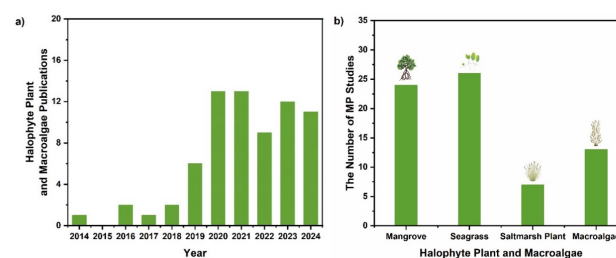 a)
Halophyte Plant
and Macroalgae Publications
20
16
12
8
4
0
2014 2015 2016 2017 2018 2019 2020 2021 2022 2023 2024
Year
b)
The Number of MP Studies
35
30
25
20
15
10
5
0
Mangrove Seagrass Saltmarsh Plant Macroalgae
Halophyte Plant and Macroalgae